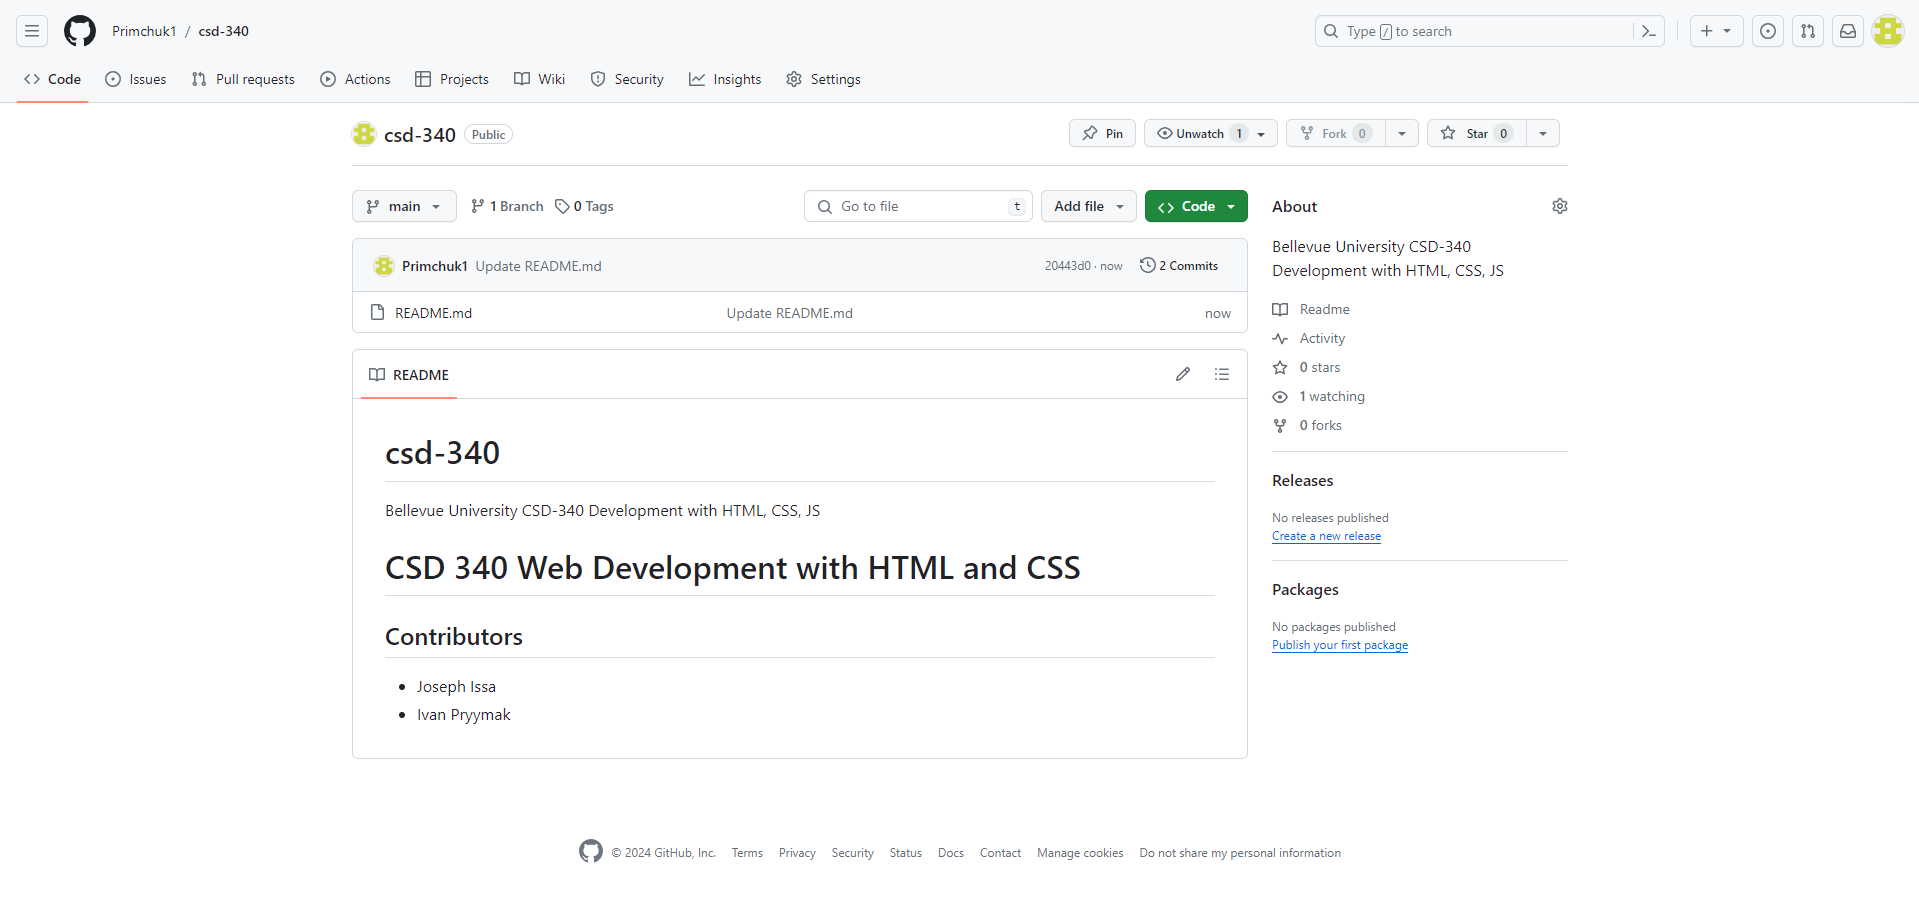 Primchuk1 / csd-340
Type / to search
Code Issues Pull requests Actions Projects Wiki Security Insights Settings
csd-340 Public
Pin Unwatch 1 Fork 0 Star 0
main 1 Branch 0 Tags Go to file t Add file Code
Primchuk1 Update README.md 20443d0 · now 2 Commits
README.md Update README.md now
README
csd-340
Bellevue University CSD-340 Development with HTML, CSS, JS
CSD 340 Web Development with HTML and CSS
Contributors
• Joseph Issa
• Ivan Pryymak
About
Bellevue University CSD-340
Development with HTML, CSS, JS
Readme
Activity
0 stars
1 watching
0 forks
Releases
No releases published
Create a new release
Packages
No packages published
Publish your first package
© 2024 GitHub, Inc. Terms Privacy Security Status Docs Contact Manage cookies Do not share my personal information